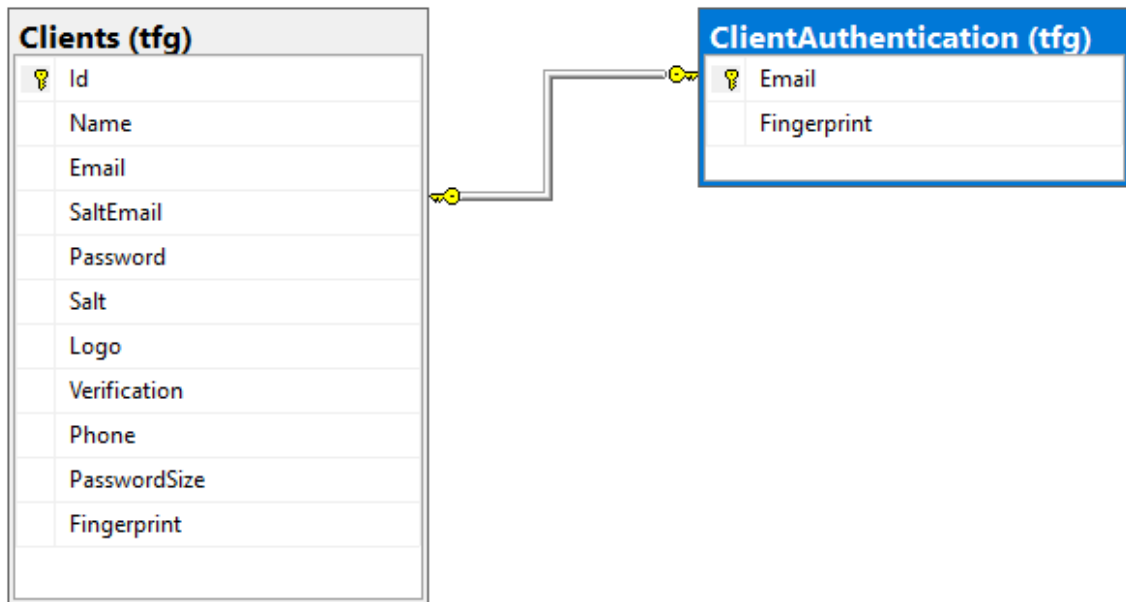 Clients (tfg)
Id
Name
Email
SaltEmail
Password
Salt
Logo
Verification
Phone
PasswordSize
Fingerprint
ClientAuthentication (tfg)
Email
Fingerprint